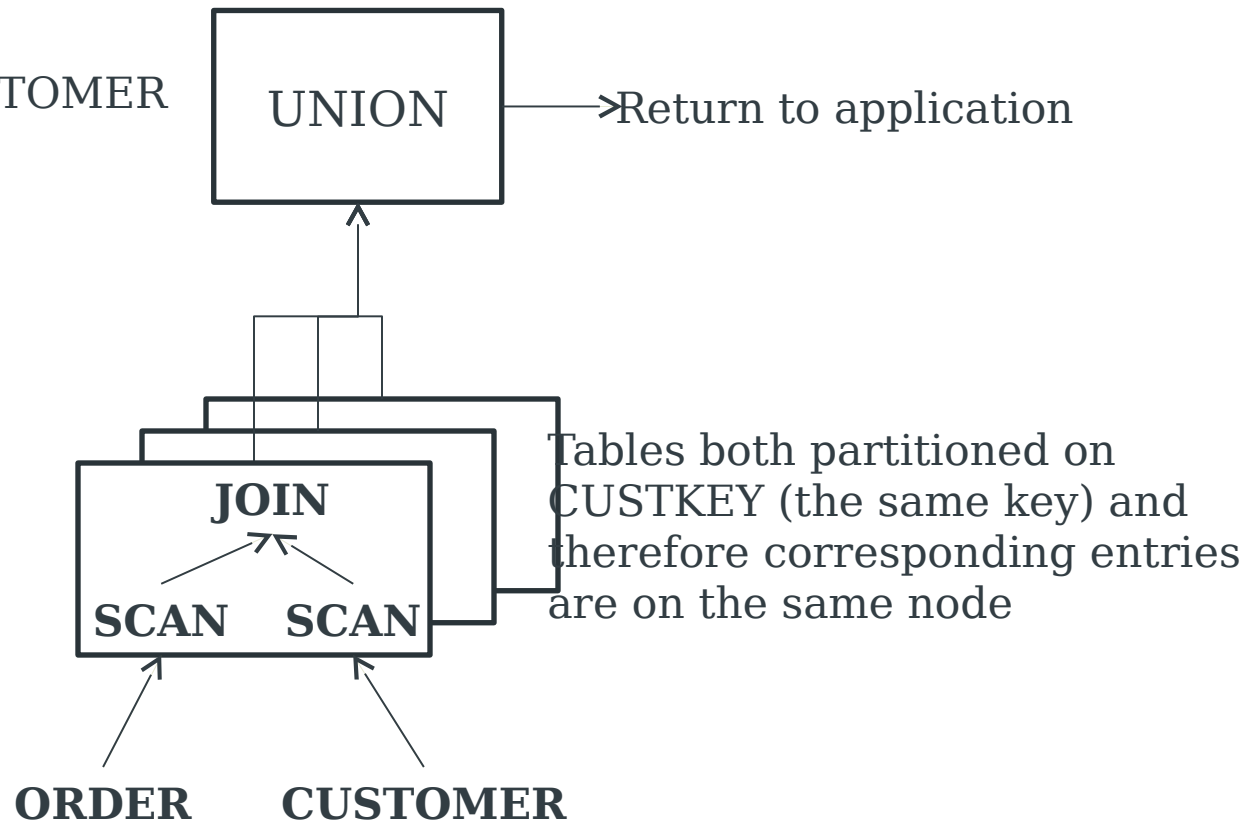 TOMER
UNION
Return to application
Tables both partitioned on
CUSTKEY (the same key) and
therefore corresponding entries
are on the same node
JOIN
SCAN SCAN
ORDER CUSTOMER